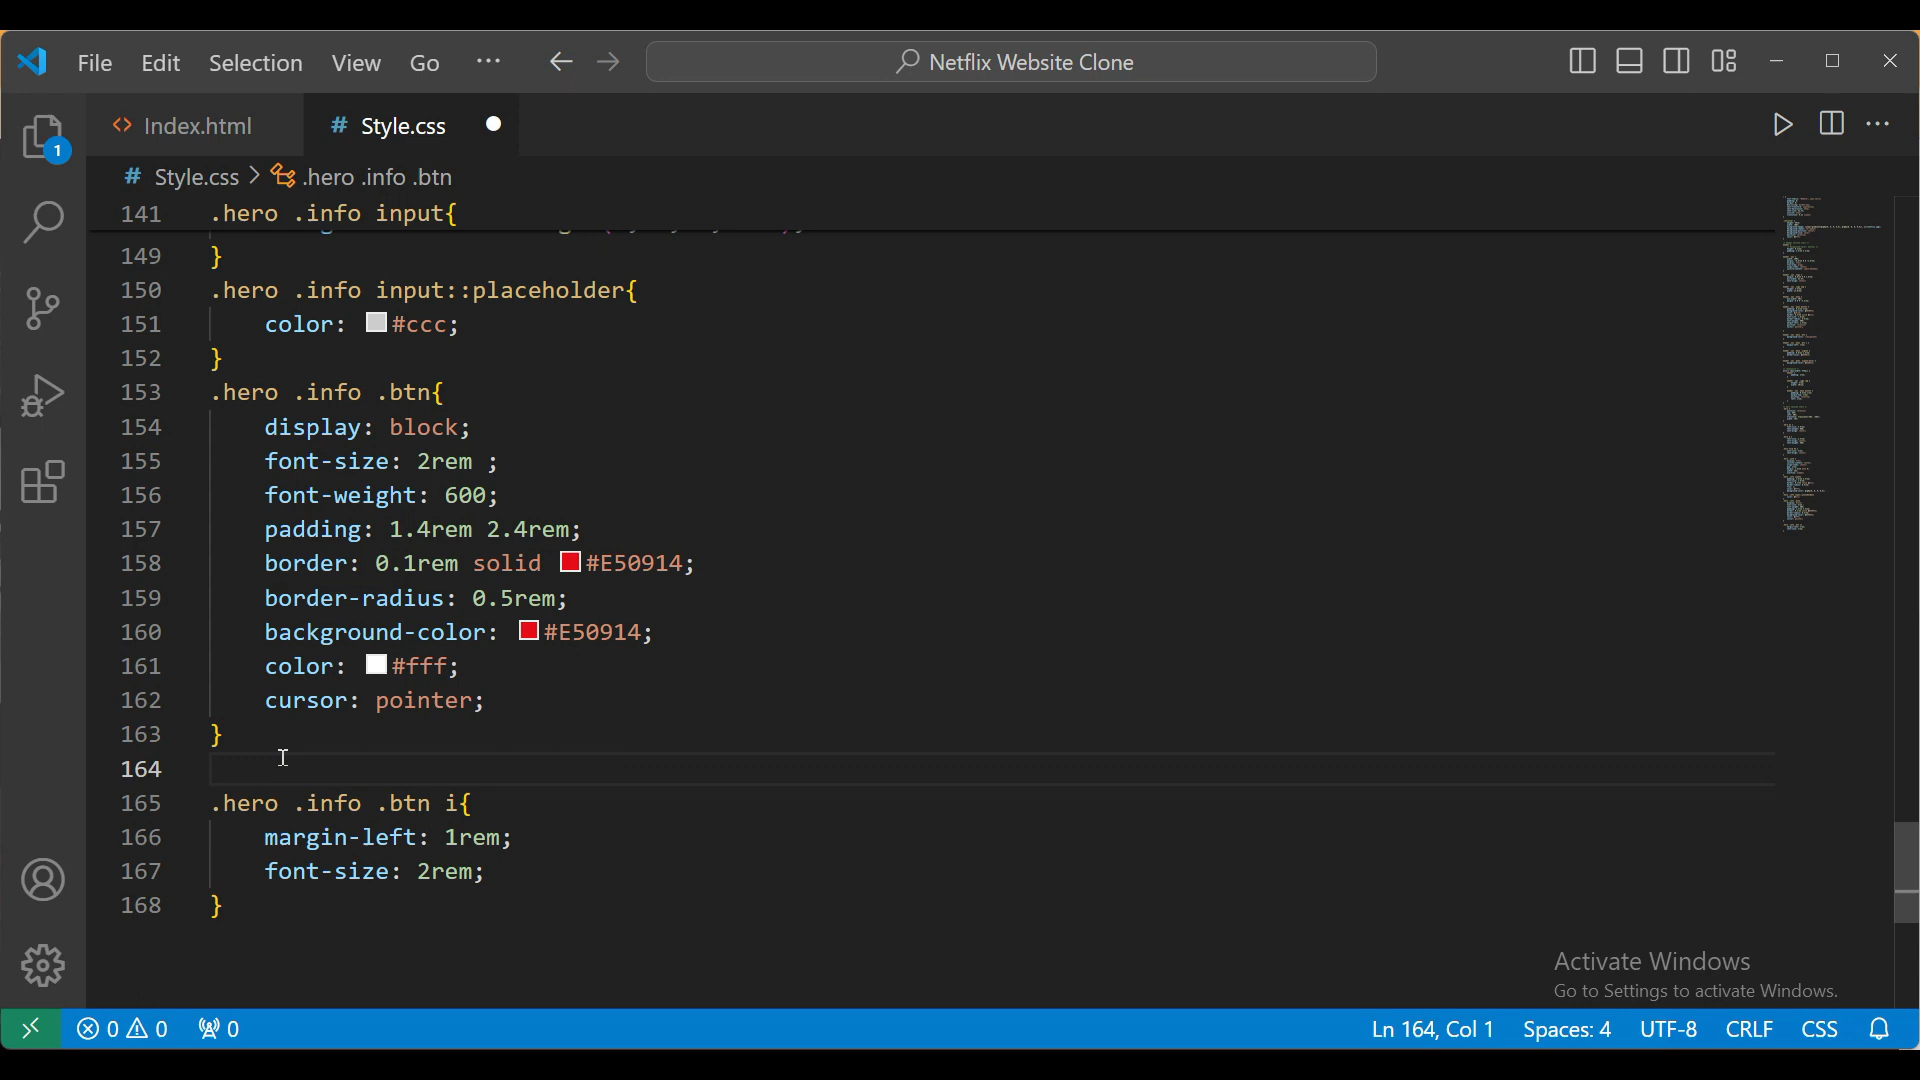 File Edit Selection View Go ··· Netflix Website Clone
Index.html # Style.css
# Style.css > .hero .info .btn
141 .hero .info input{
149 }
150 .hero .info input::placeholder{
151 color: #ccc;
152 }
153 .hero .info .btn{
154 display: block;
155 font-size: 2rem ;
156 font-weight: 600;
157 padding: 1.4rem 2.4rem;
158 border: 0.1rem solid #E50914;
159 border-radius: 0.5rem;
160 background-color: #E50914;
161 color: #fff;
162 cursor: pointer;
163 }
164
165 .hero .info .btn i{
166 margin-left: 1rem;
167 font-size: 2rem;
168 }
1
Activate Windows
Go to Settings to activate Windows.
0 0 0 Ln 164, Col 1 Spaces: 4 UTF-8 CRLF CSS